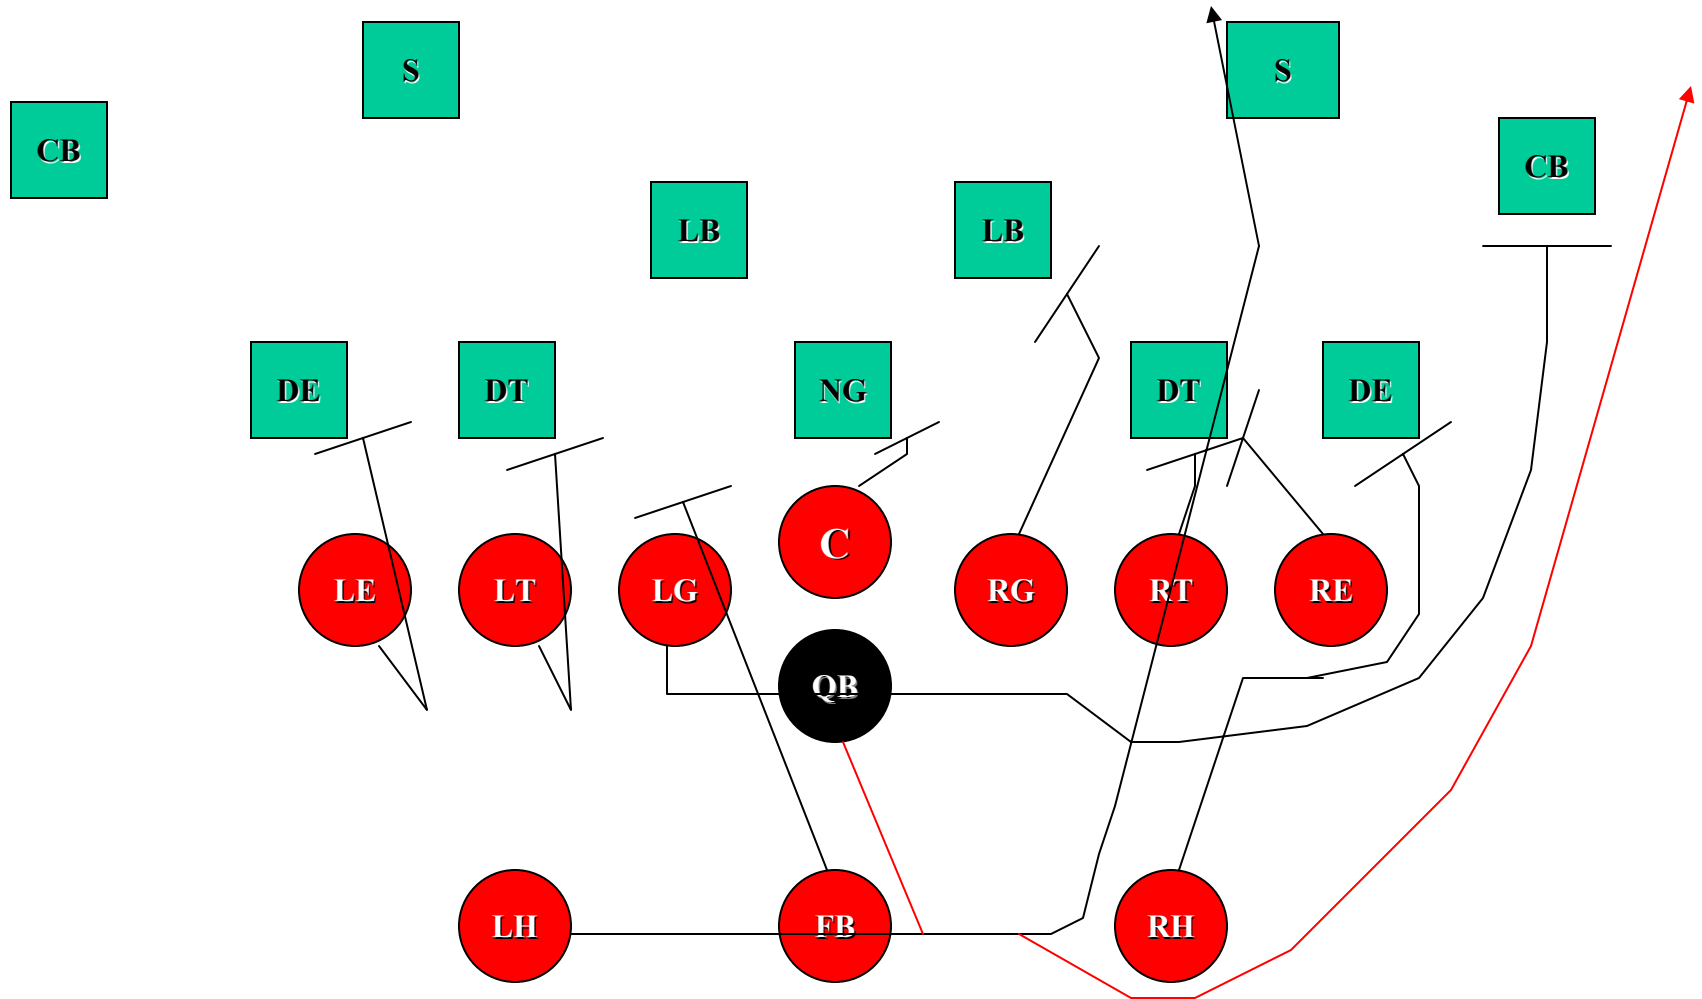 S
S
CB
CB
LB
LB
DE
DT
NG
DT
DE
C
LE
LT
LG
RG
RT
RE
QB
LH
FB
RH